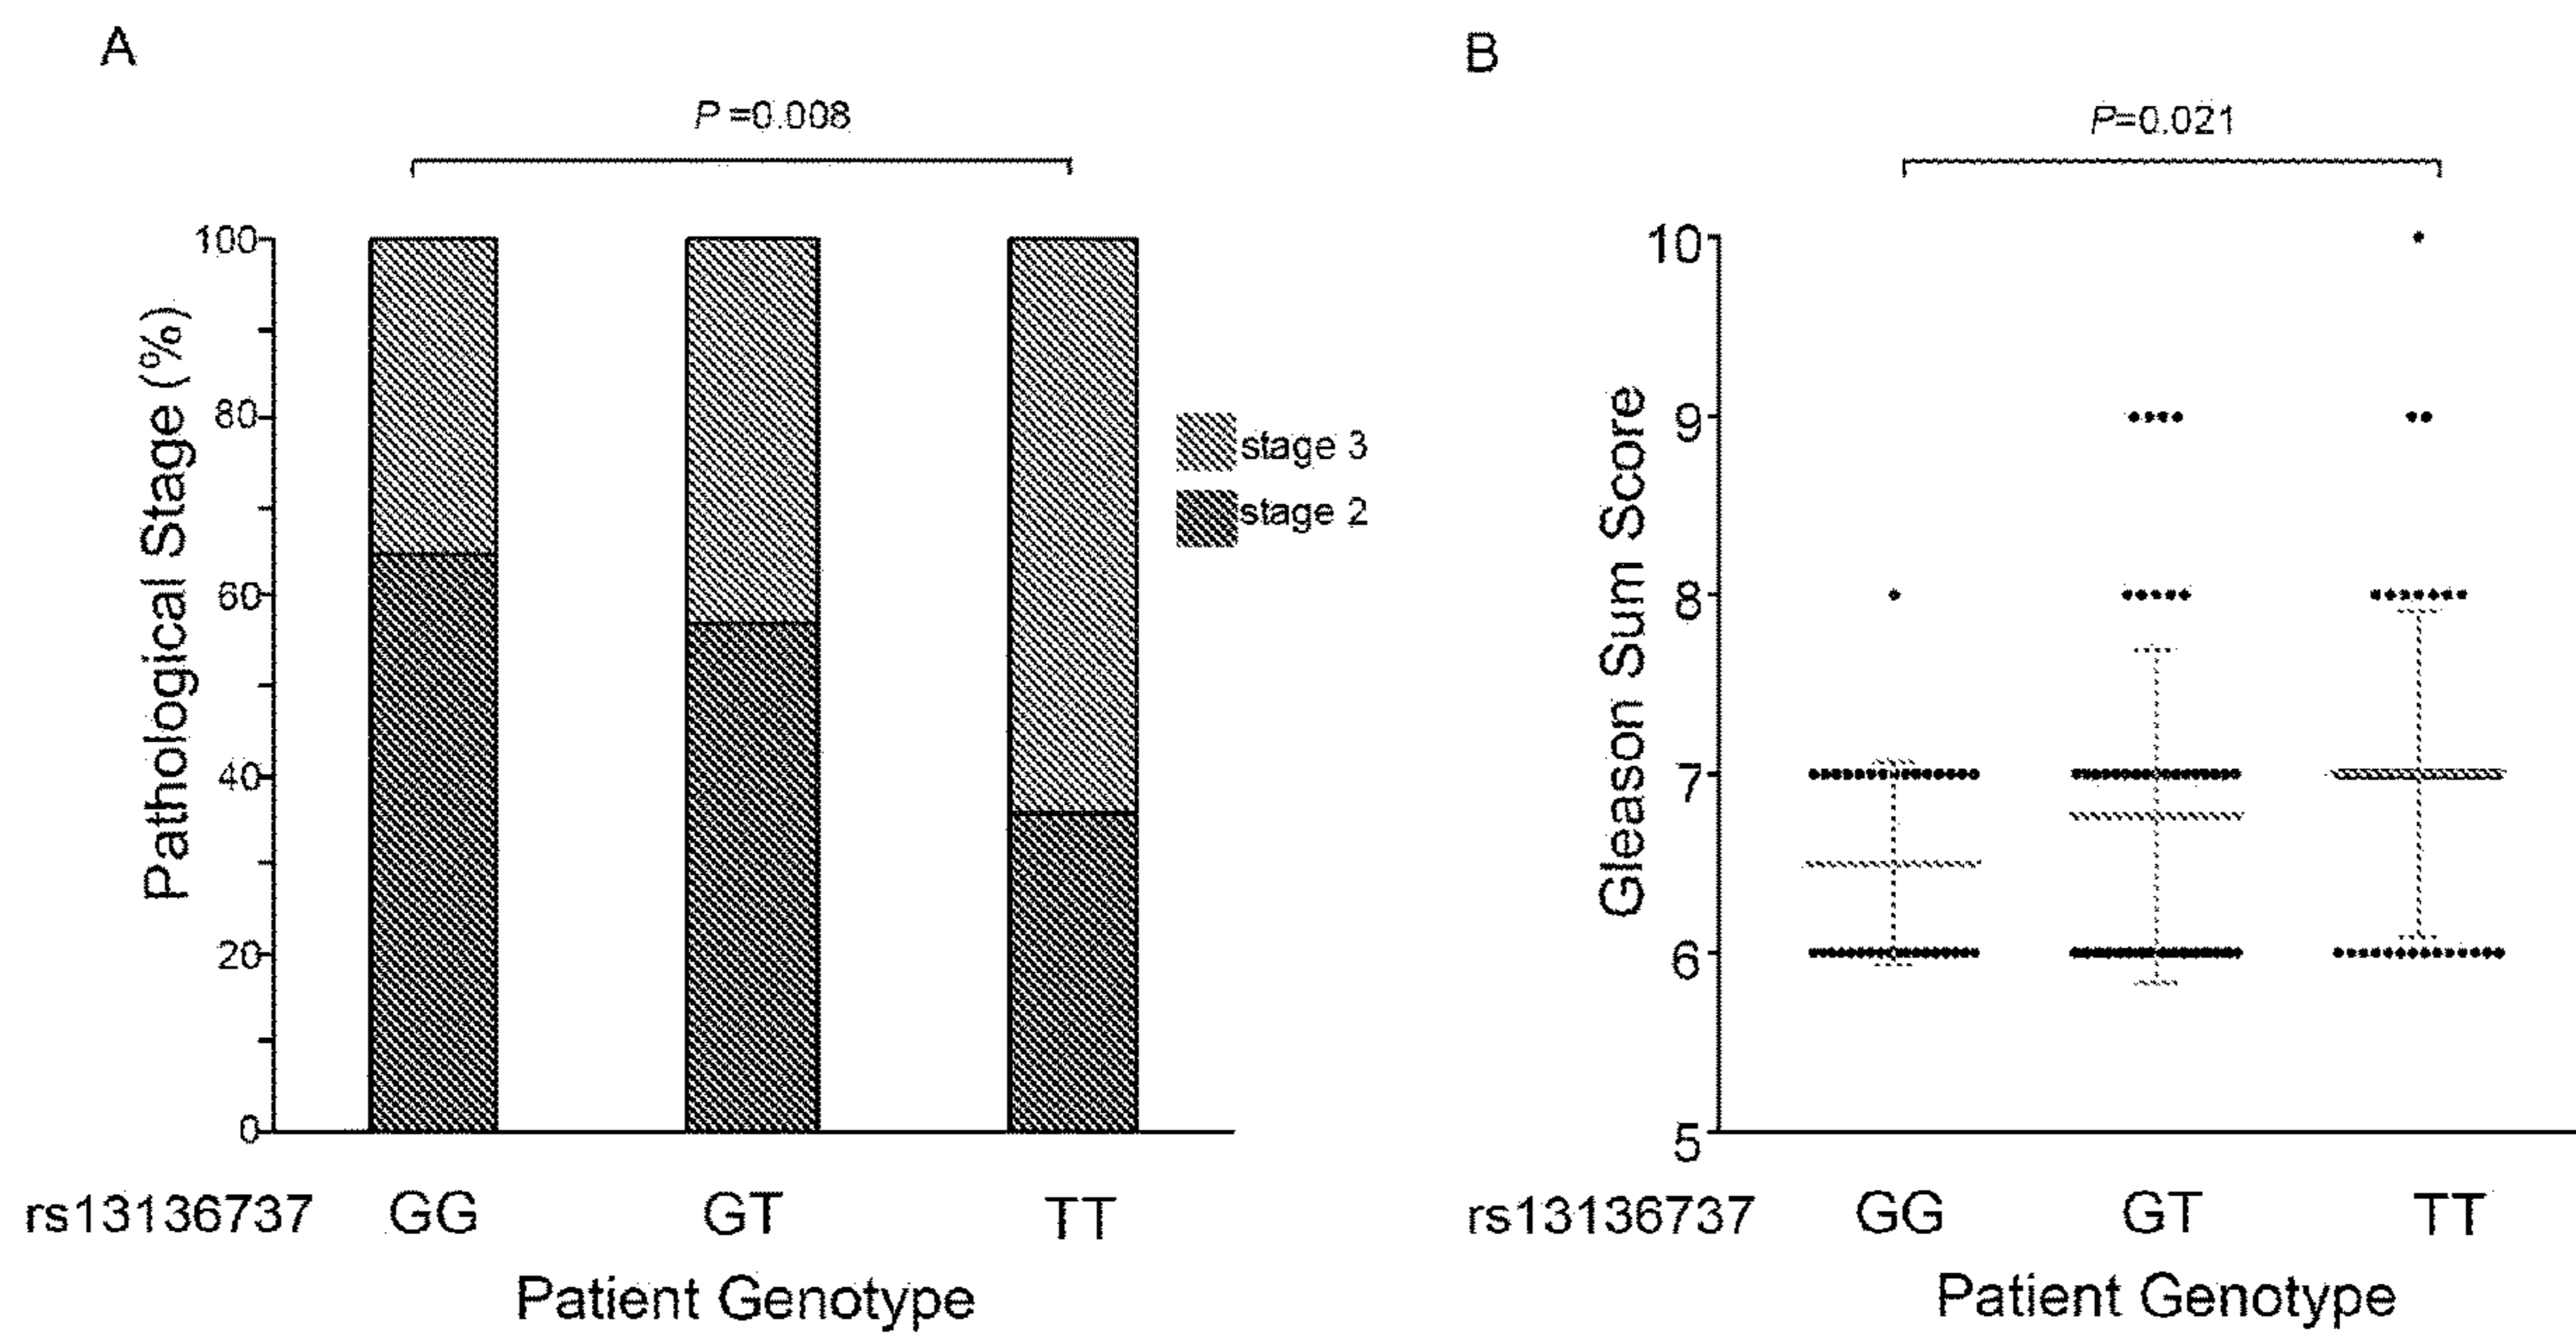 A
P =0.008
Pathological Stage (%)
100
80
60
40
20
0
stage 3
stage 2
rs13136737 GG GT TT
Patient Genotype
B
P=0.021
Gleason Sum Score
10
9
8
7
6
5
rs13136737 GG GT TT
Patient Genotype